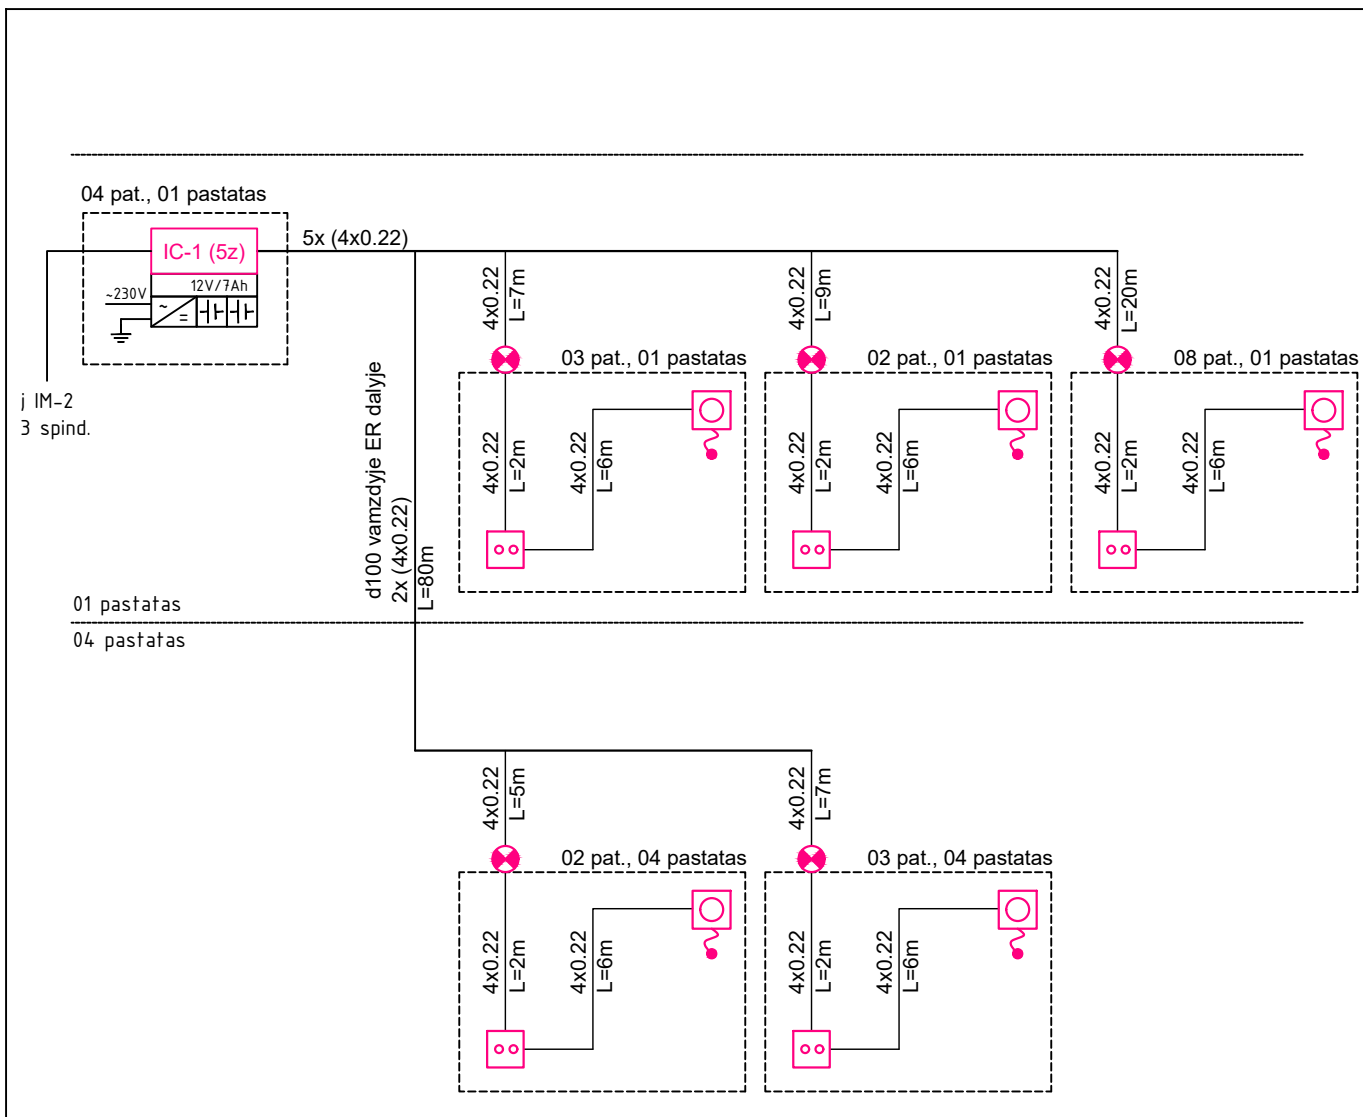 04 pat., 01 pastatas
IC-1 (5z)
12V/7Ah
~230V
~
=
5x (4x0.22)
į IM-2
3 spind.
4x0.22
L=7m
4x0.22
L=9m
4x0.22
L=20m
03 pat., 01 pastatas
02 pat., 01 pastatas
08 pat., 01 pastatas
4x0.22
L=2m
4x0.22
L=6m
4x0.22
L=2m
4x0.22
L=6m
4x0.22
L=2m
4x0.22
L=6m
d100 vamzdyje ER dalyje
2x (4x0.22)
L=80m
01 pastatas
04 pastatas
4x0.22
L=5m
4x0.22
L=7m
02 pat., 04 pastatas
03 pat., 04 pastatas
4x0.22
L=2m
4x0.22
L=6m
4x0.22
L=2m
4x0.22
L=6m